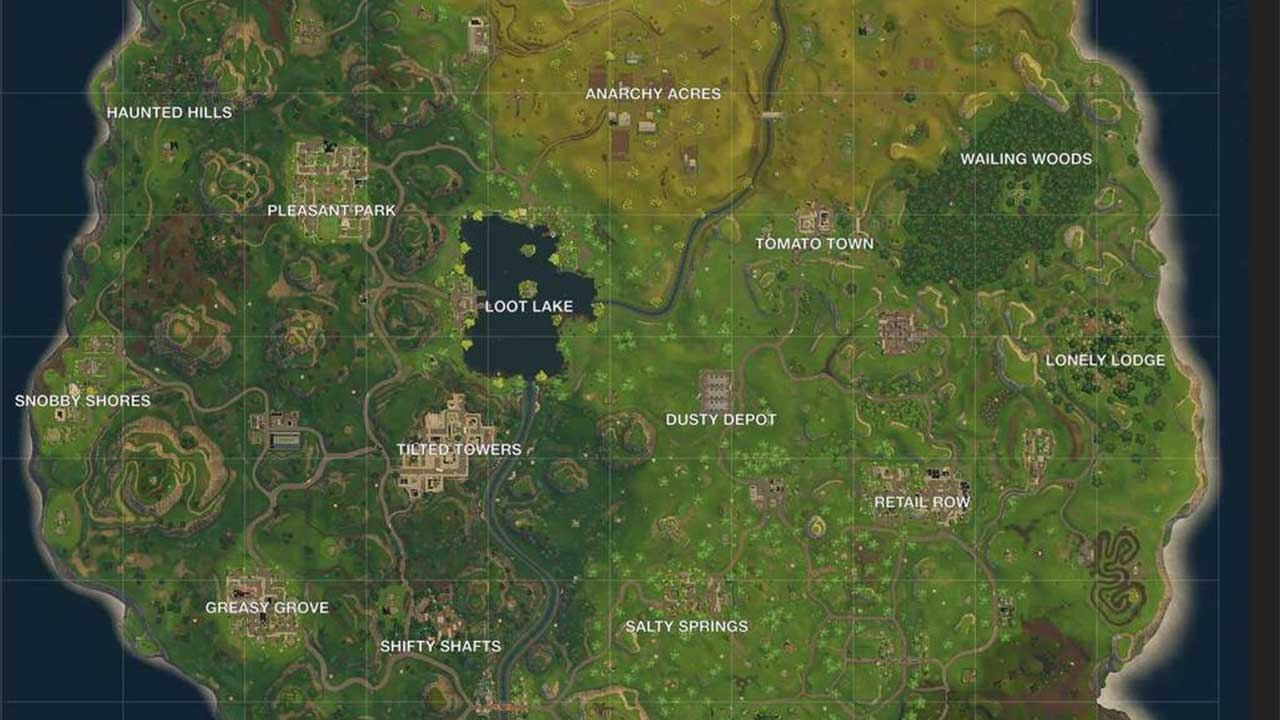 ANARCHY ACRES
HAUNTED HILLS
WAILING WOODS
PLEASANT PARK
TOMATO TOWN
LOOT LAKE
LONELY LODGE
SNOBBY SHORES
DUSTY DEPOT
TILTED TOWERS
RETAIL ROW
GREASY GROVE
SALTY SPRINGS
SHIFTY SHAFTS